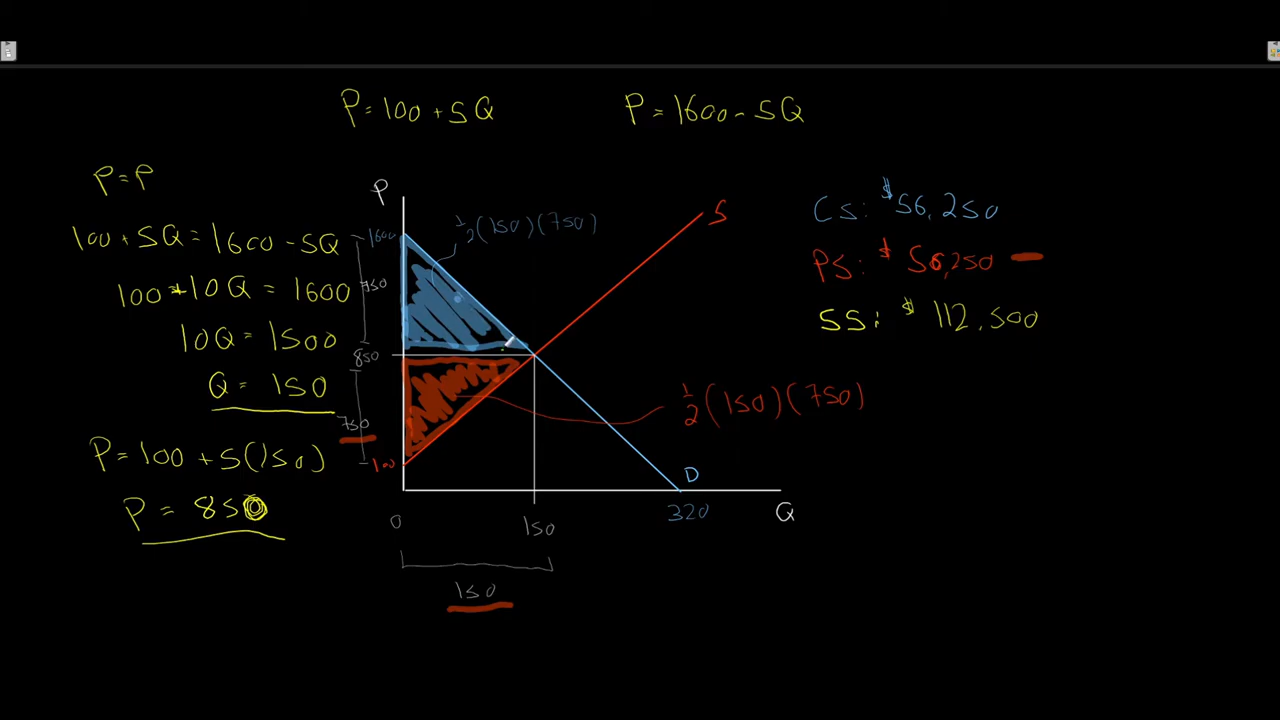 P=100+5Q
P=1600-5Q
P=P
100+5Q=1600-5Q
100+10Q=1600
10Q=1500
Q=150
P=100+5(150)
P=850
P
1600
750
850
750
100
½(150)(750)
S
½(150)(750)
D
0
150
320
Q
150
CS: $56,250
PS: $56,250
SS: $112,500